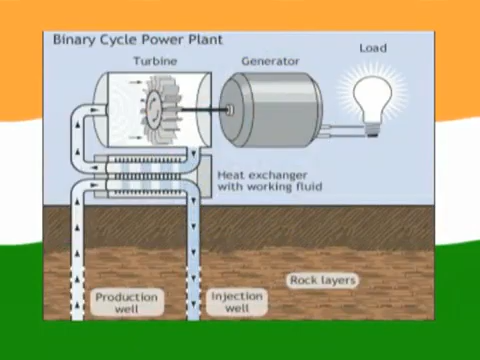 Binary Cycle Power Plant
Load
Turbine
Generator
Heat exchanger
with working fluid
Rock layers
Production
well
Injection
well